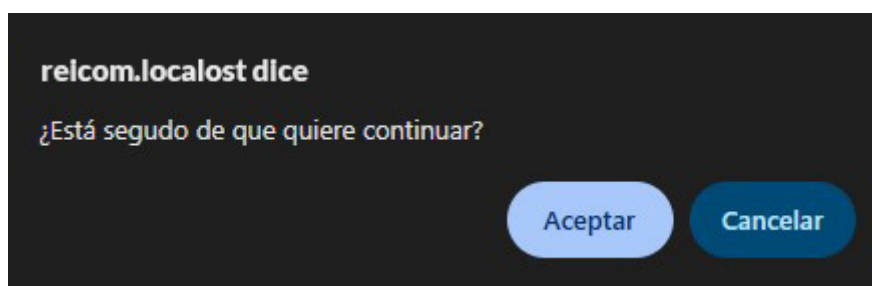 relcom.localost dice
¿Está segudo de que quiere continuar?
Aceptar Cancelar